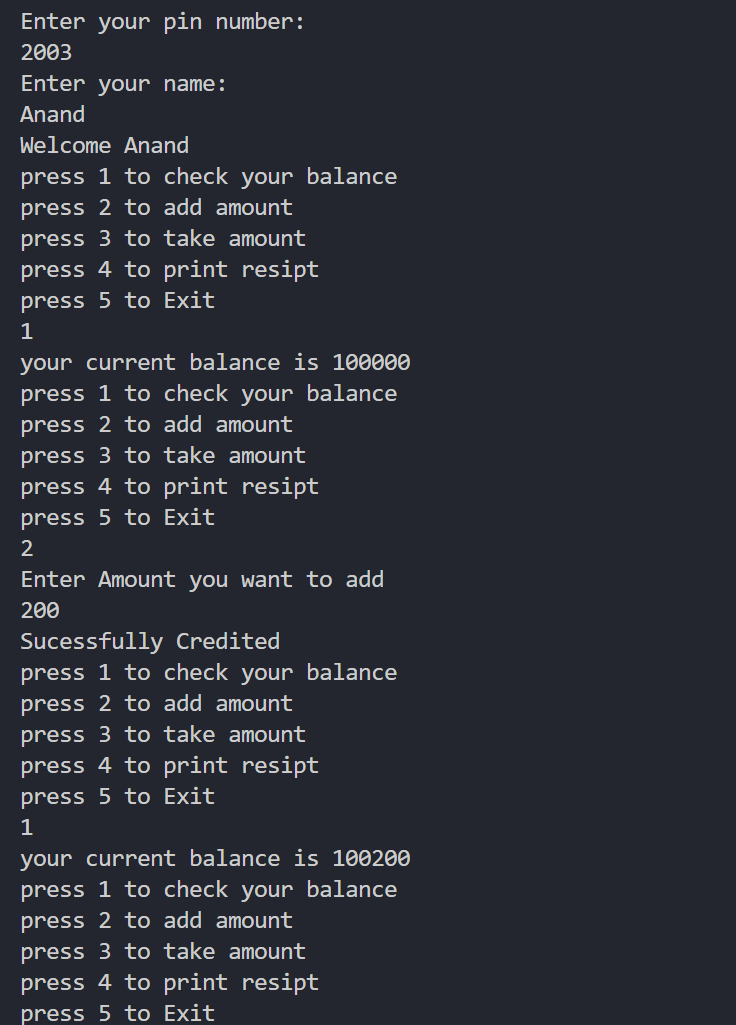 Enter your pin number:
2003
Enter your name:
Anand
Welcome Anand
press 1 to check your balance
press 2 to add amount
press 3 to take amount
press 4 to print resipt
press 5 to Exit
1
your current balance is 100000
press 1 to check your balance
press 2 to add amount
press 3 to take amount
press 4 to print resipt
press 5 to Exit
2
Enter Amount you want to add
200
Sucessfully Credited
press 1 to check your balance
press 2 to add amount
press 3 to take amount
press 4 to print resipt
press 5 to Exit
1
your current balance is 100200
press 1 to check your balance
press 2 to add amount
press 3 to take amount
press 4 to print resipt
press 5 to Exit